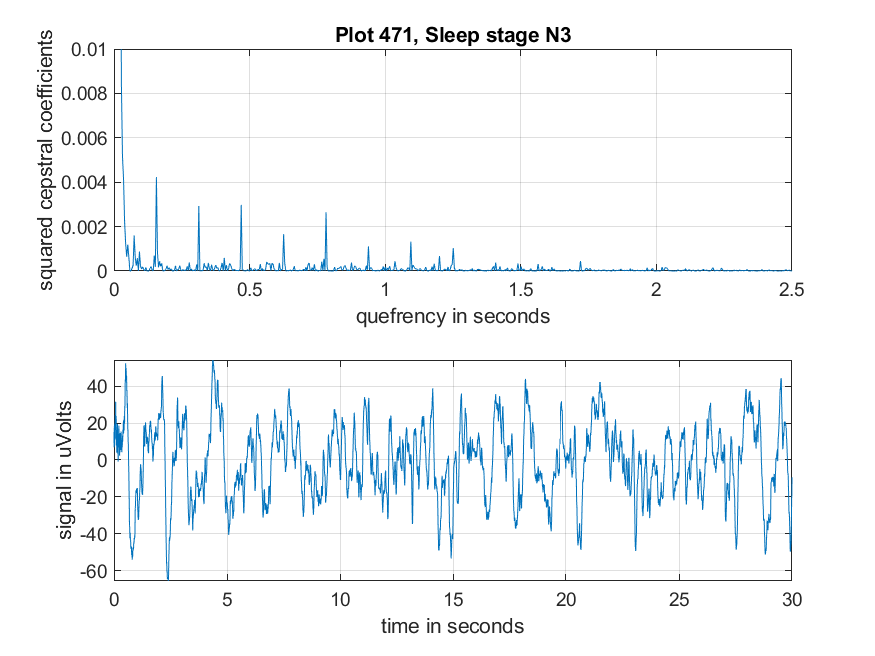 Plot 471, Sleep stage N3
squared cepstral coefficients
0.01
0.008
0.006
0.004
0.002
0
0 0.5 1 1.5 2 2.5
quefrency in seconds
signal in uVolts
40
20
0
-20
-40
-60
0 5 10 15 20 25 30
time in seconds